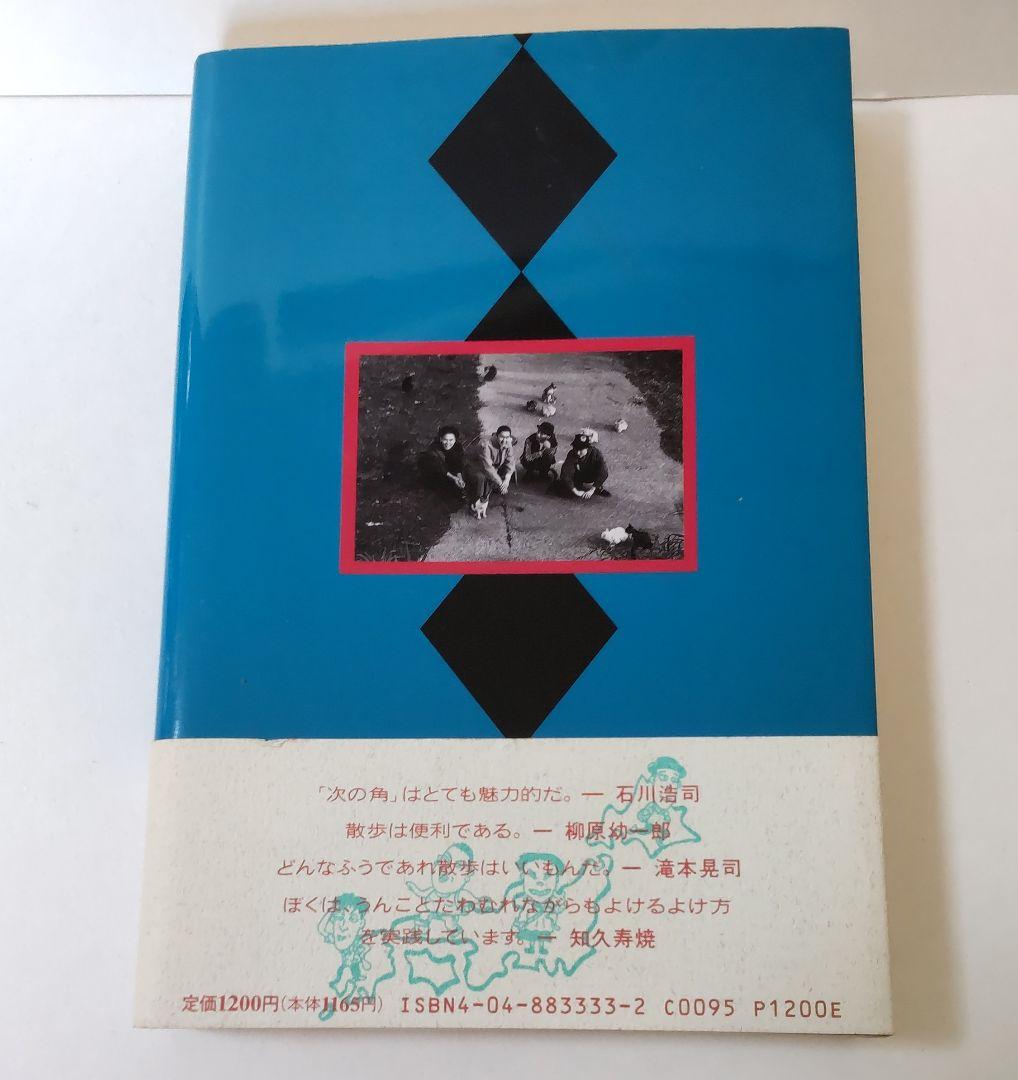 「次の角」はとても魅力的だ。― 石川浩司
散歩は便利である。― 柳原幼一郎
どんなふうであれ散歩はいいもんだ。― 滝本晃司
ぼくは、うんことたわむれながらもよけるよけ方
を実践しています。― 知久寿焼
定価1200円(本体1165円) ISBN4-04-883333-2 C0095 P1200E